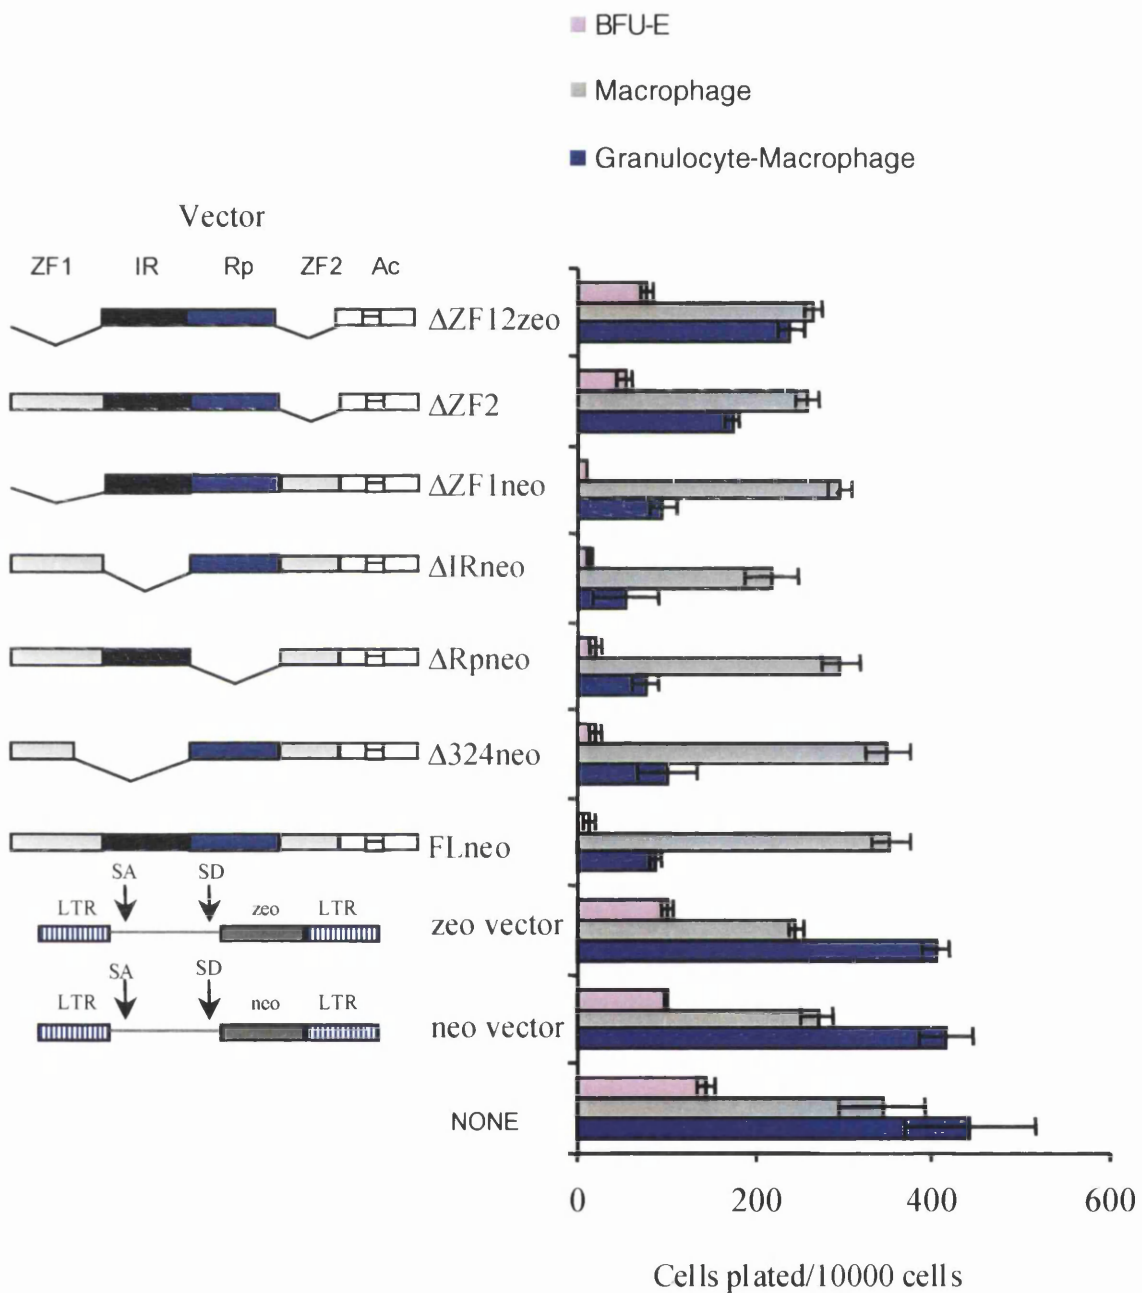 BFU-E
Macrophage
Granulocyte-Macrophage
Vector
ZF1 IR Rp ZF2 Ac
ΔZF12zeo
ΔZF2
ΔZF1neo
ΔIRneo
ΔRpneo
Δ324neo
FLneo
SA SD
LTR zeo LTR
zeo vector
SA SD
LTR neo LTR
neo vector
NONE
0 200 400 600
Cells plated/10000 cells